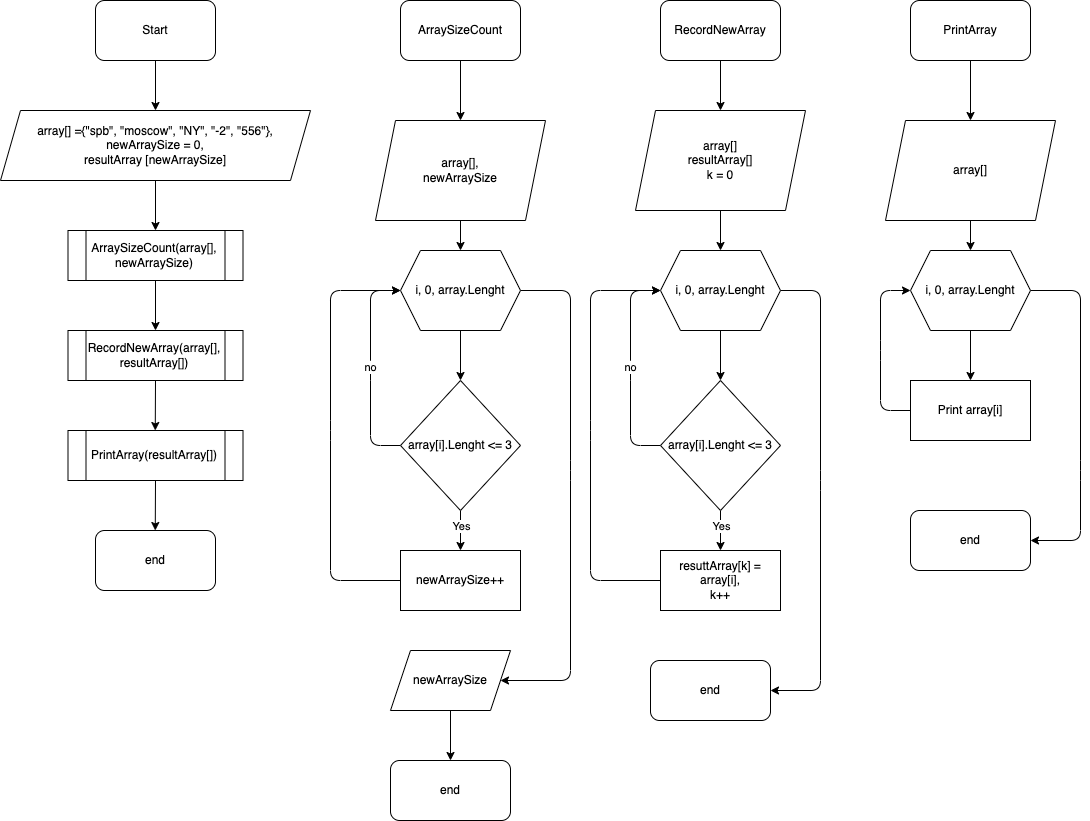 Start
array[] ={"spb", "moscow", "NY", "-2", "556"},
newArraySize = 0,
resultArray [newArraySize]
ArraySizeCount(array[],
newArraySize)
RecordNewArray(array[],
resultArray[])
PrintArray(resultArray[])
end
ArraySizeCount
array[],
newArraySize
i, 0, array.Lenght
no
array[i].Lenght <= 3
Yes
newArraySize++
newArraySize
end
RecordNewArray
array[]
resultArray[]
k = 0
i, 0, array.Lenght
no
array[i].Lenght <= 3
Yes
resuttArray[k] =
array[i],
k++
end
PrintArray
array[]
i, 0, array.Lenght
Print array[i]
end